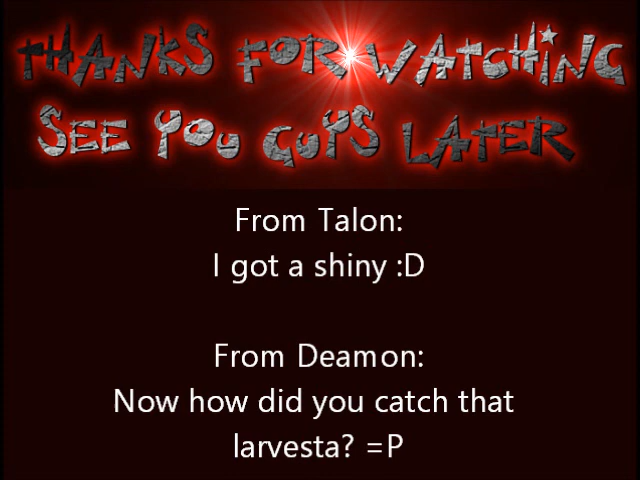 THANKS FOR WATCHING
SEE YOU GUYS LATER
From Talon:
I got a shiny :D
From Deamon:
Now how did you catch that
larvesta? =P